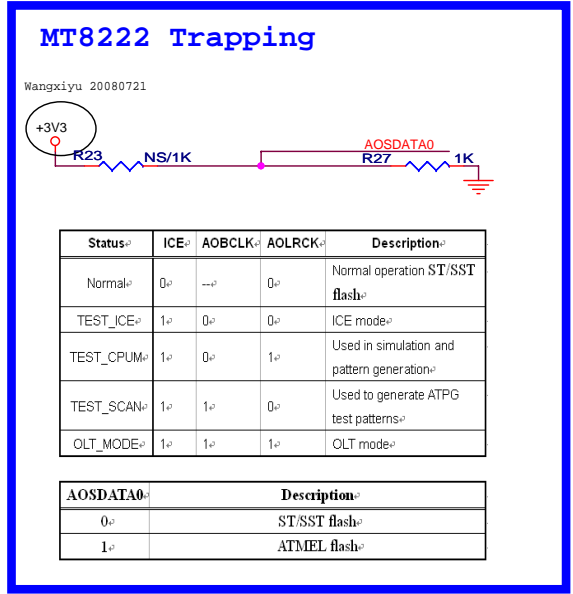 MT8222 Trapping
Wangxiyu 20080721
+3V3
R23 NS/1K
AOSDATA0
R27 1K
Status ICE AOBCLK AOLRCK Description
Normal 0 -- 0 Normal operation ST/SST
flash
TEST_ICE 1 0 0 ICE mode
TEST_CPUM 1 0 1 Used in simulation and
pattern generation
TEST_SCAN 1 1 0 Used to generate ATPG
test patterns
OLT_MODE 1 1 1 OLT mode
AOSDATA0 Description
0 ST/SST flash
1 ATMEL flash